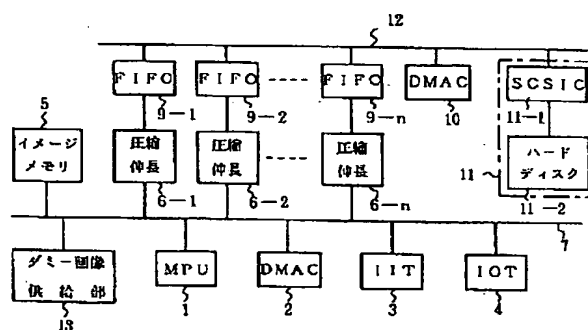 12
FIFO FIFO ---- FIFO DMAC SCSIC
5 9-1 9-2 9-n 10 11-1
イメージ
メモリ
圧縮
伸長
圧縮
伸長
----
圧縮
伸長
ハード
ディスク
6-1 6-2 6-n 11 11-2
7
ダミー画像
供給部
MPU DMAC IIT IOT
13 1 2 3 4